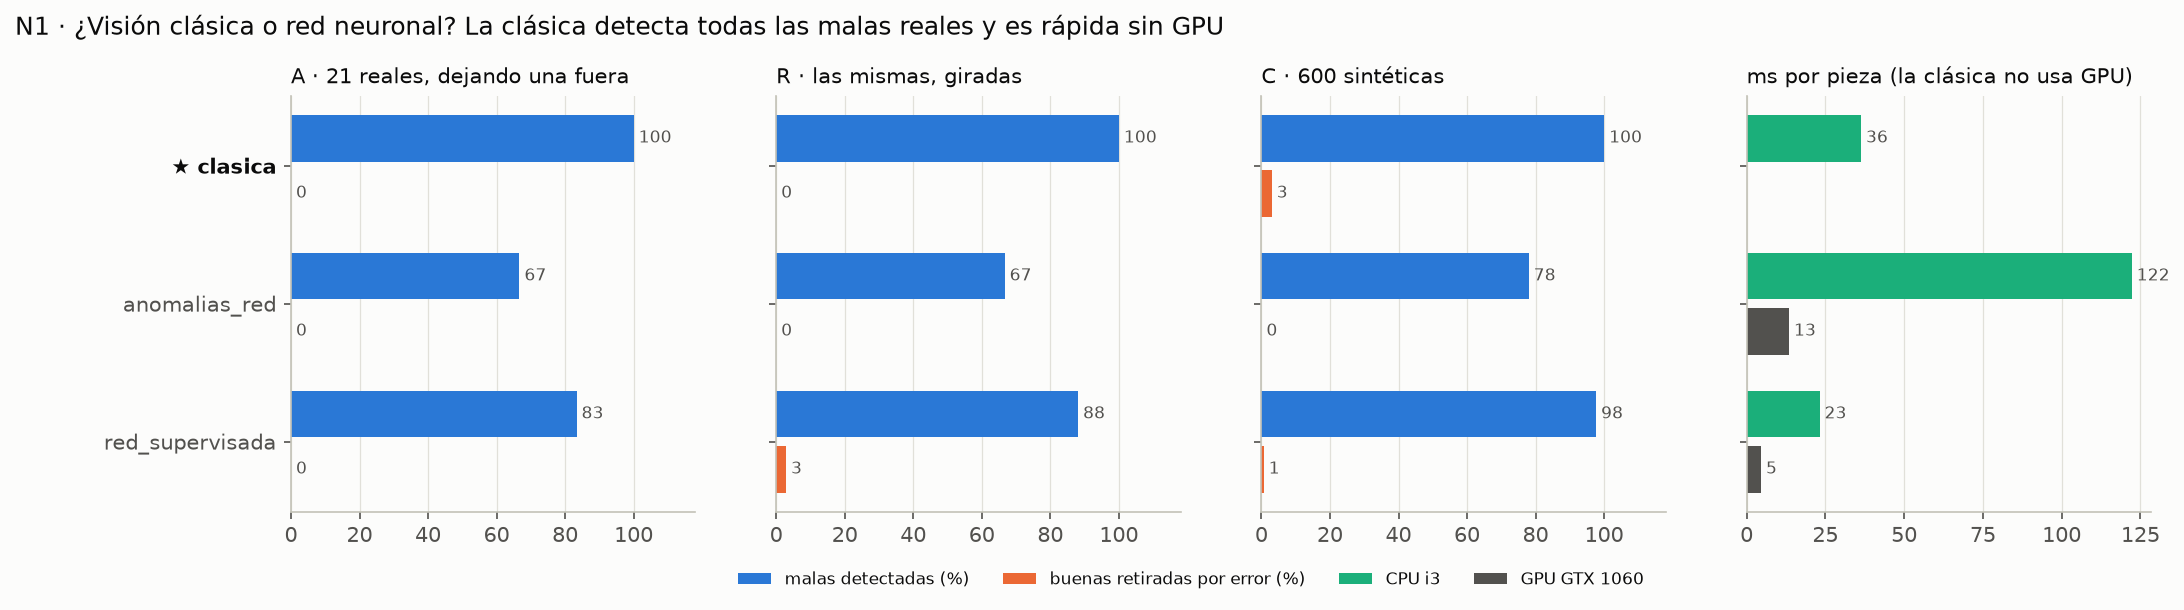 N1 · ¿Visión clásica o red neuronal? La clásica detecta todas las malas reales y es rápida sin GPU
A · 21 reales, dejando una fuera
R · las mismas, giradas
C · 600 sintéticas
ms por pieza (la clásica no usa GPU)
★ clasica
100
0
100
0
100
3
36
anomalias_red
67
0
67
0
78
0
122
13
red_supervisada
83
0
88
3
98
1
23
5
0 20 40 60 80 100
0 20 40 60 80 100
0 20 40 60 80 100
0 25 50 75 100 125
malas detectadas (%)
buenas retiradas por error (%)
CPU i3
GPU GTX 1060